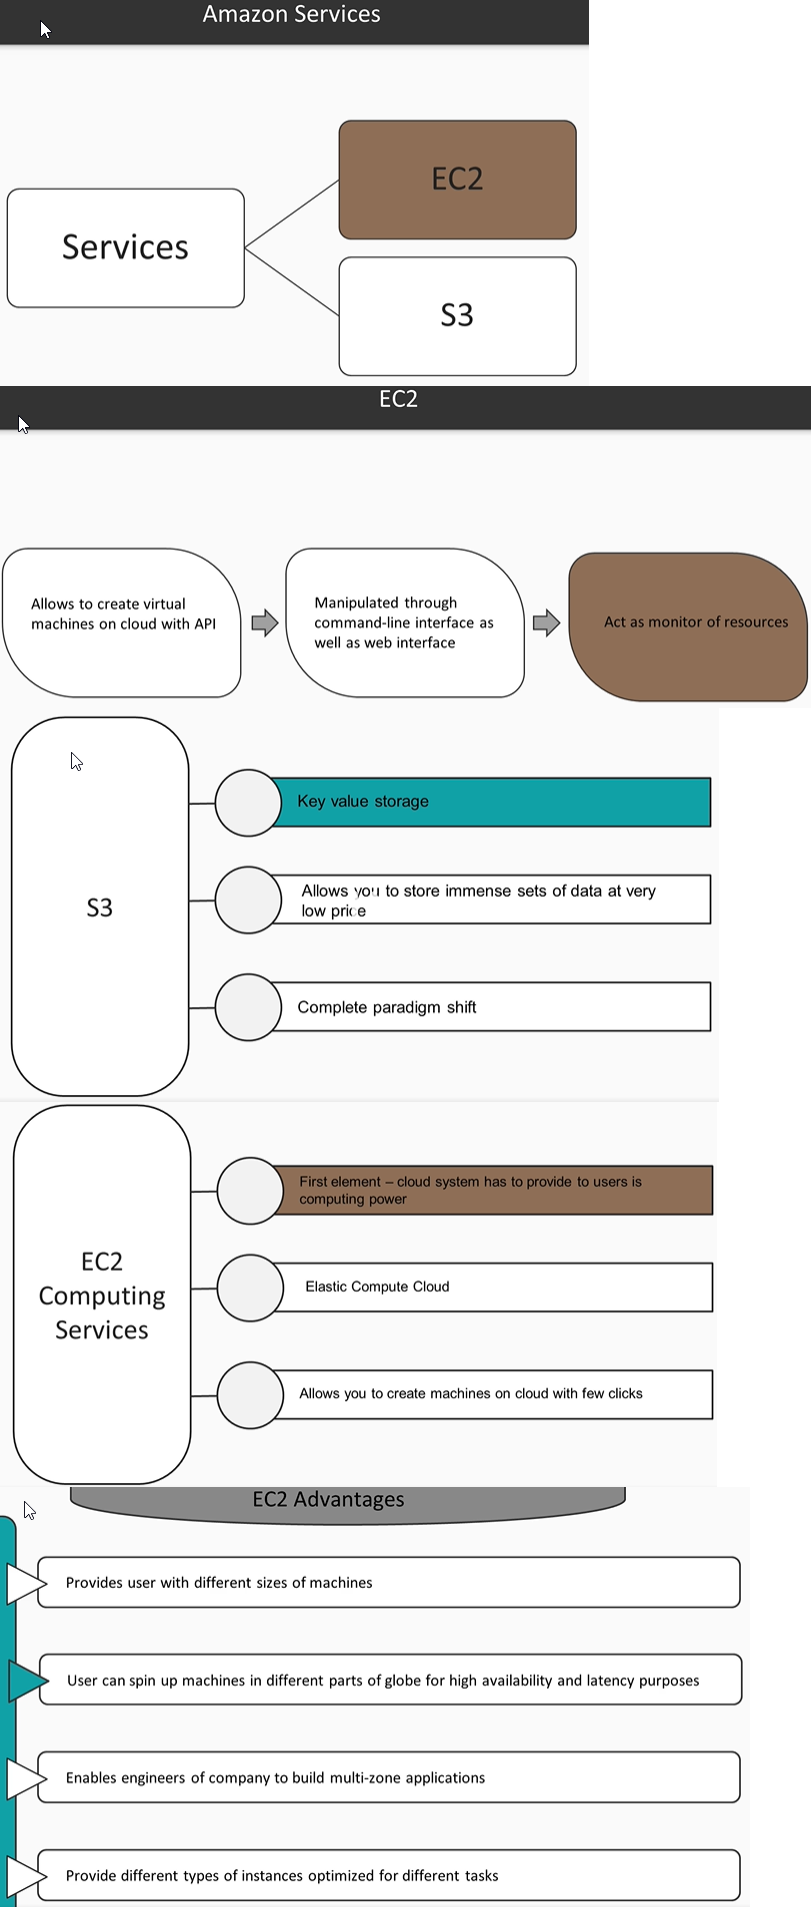 Amazon Services
Services
EC2
S3
EC2
Allows to create virtual
machines on cloud with API
Manipulated through
command-line interface as
well as web interface
Act as monitor of resources
S3
Key value storage
Allows you to store immense sets of data at very
low price
Complete paradigm shift
EC2
Computing
Services
First element – cloud system has to provide to users is
computing power
Elastic Compute Cloud
Allows you to create machines on cloud with few clicks
EC2 Advantages
Provides user with different sizes of machines
User can spin up machines in different parts of globe for high availability and latency purposes
Enables engineers of company to build multi-zone applications
Provide different types of instances optimized for different tasks